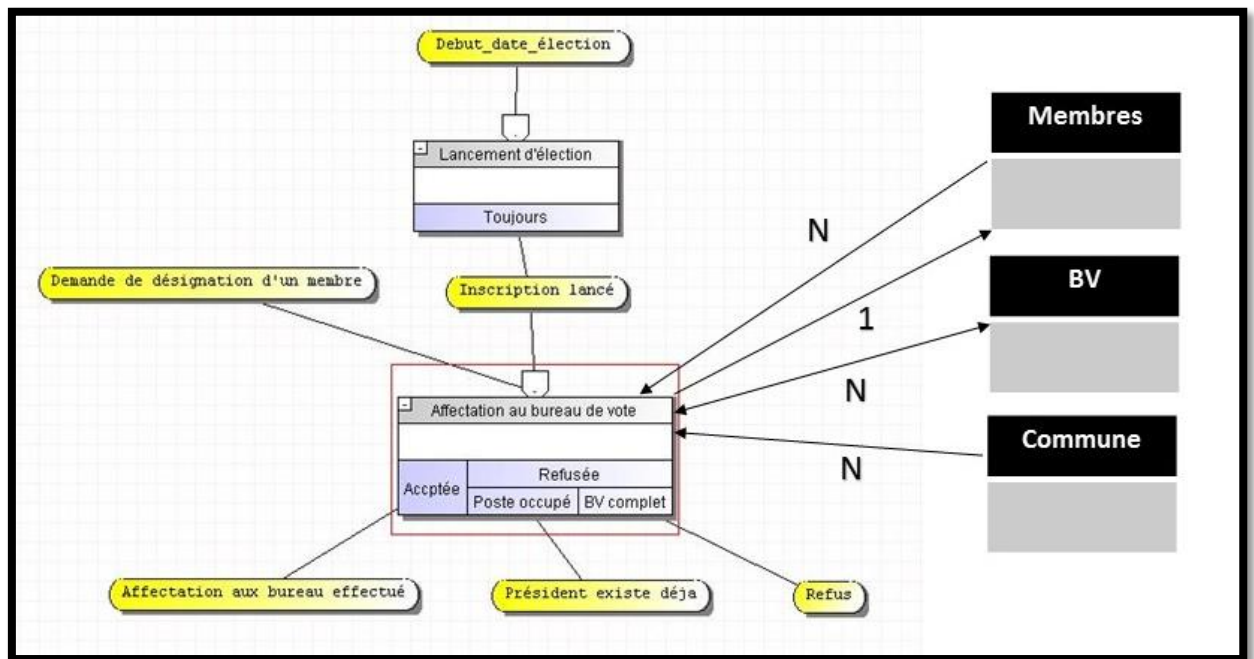 Debut_date_élection
Lancement d'élection
Toujours
Demande de désignation d'un membre
Inscription lancé
Affectation au bureau de vote
Accptée
Refusée
Poste occupé
BV complet
Affectation aux bureau effectué
Président existe déja
Refus
Membres
N
1
BV
N
Commune
N